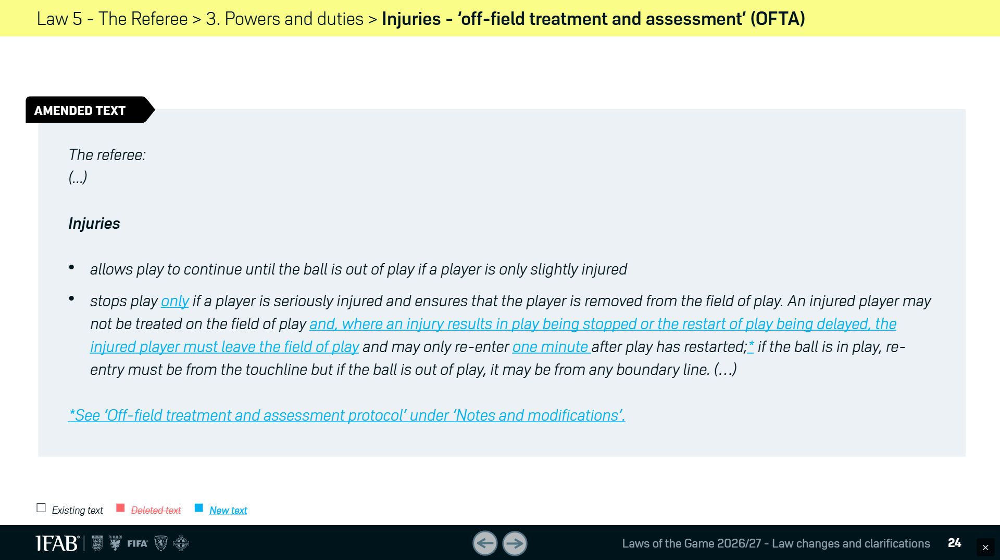 Law 5 - The Referee > 3. Powers and duties > Injuries - ‘off-field treatment and assessment’ (OFTA)
AMENDED TEXT
The referee:
(...)
Injuries
• allows play to continue until the ball is out of play if a player is only slightly injured
• stops play only if a player is seriously injured and ensures that the player is removed from the field of play. An injured player may
not be treated on the field of play and, where an injury results in play being stopped or the restart of play being delayed, the
injured player must leave the field of play and may only re-enter one minute after play has restarted;* if the ball is in play, re-
entry must be from the touchline but if the ball is out of play, it may be from any boundary line. (...)
*See ‘Off-field treatment and assessment protocol’ under ‘Notes and modifications’.
Existing text Deleted text New text
IFAB FA WALES FIFA
Laws of the Game 2026/27 - Law changes and clarifications 24